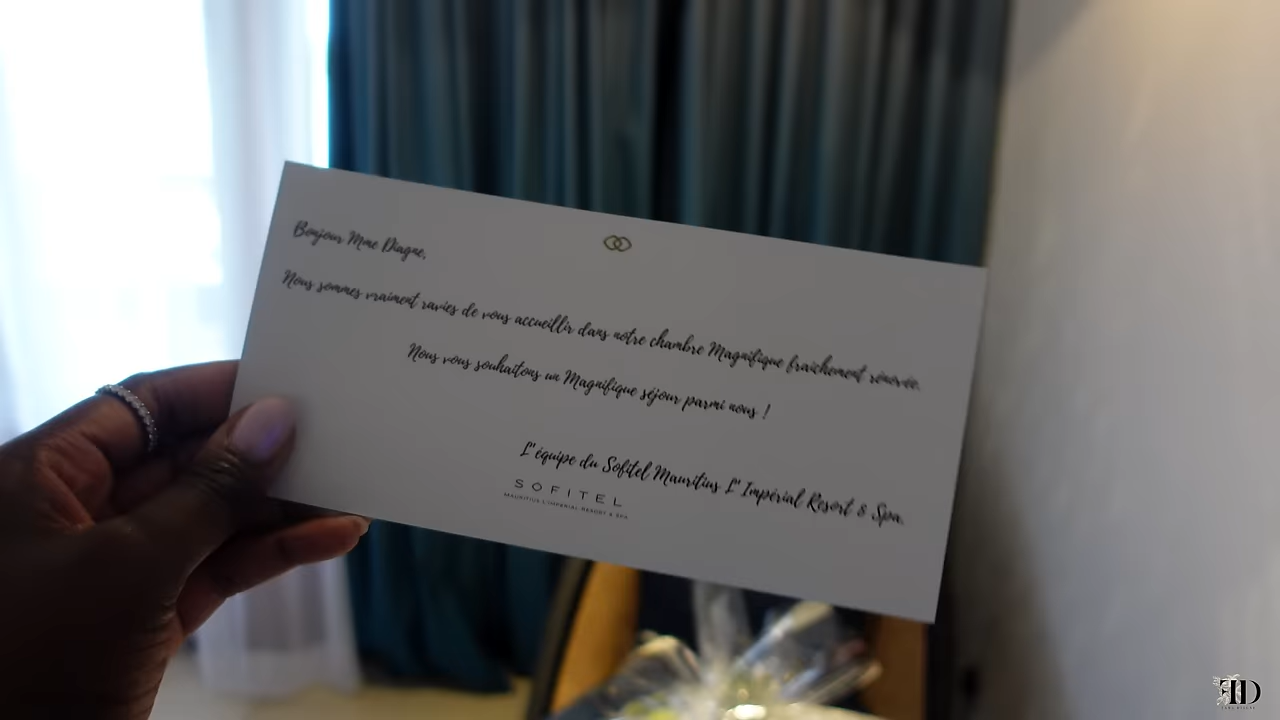 Bonjour Mme Diagne,
Nous sommes vraiment ravies de vous accueillir dans notre chambre Magnifique fraîchement rénovée.
Nous vous souhaitons un Magnifique séjour parmi nous !
L'' équipe du Sofitel Mauritius L'' Impérial Resort & Spa.
SOFITEL
MAURITIUS L'IMPERIAL RESORT & SPA